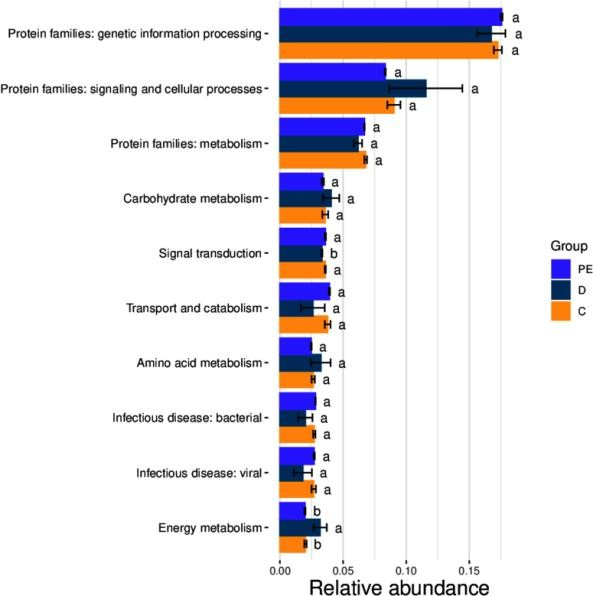 Protein families: genetic information processing
a
a
a
Protein families: signaling and cellular processes
a
a
a
Protein families: metabolism
a
a
a
Carbohydrate metabolism
a
a
a
Signal transduction
a
b
a
Transport and catabolism
a
a
a
Amino acid metabolism
a
a
a
Infectious disease: bacterial
a
a
a
Infectious disease: viral
a
a
a
Energy metabolism
b
a
b
Group
PE
D
C
0.00 0.05 0.10 0.15
Relative abundance